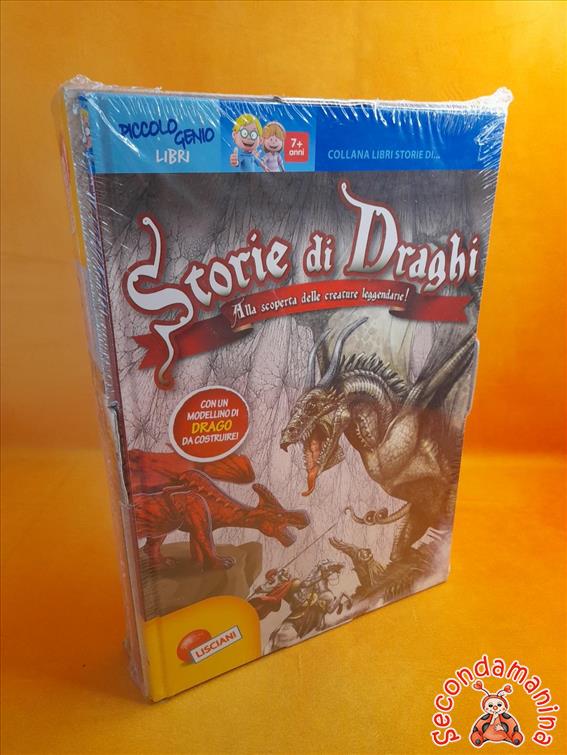 PICCOLO
GENIO
LIBRI
7+
anni
COLLANA LIBRI STORIE DI...
Storie di Draghi
Alla scoperta delle creature leggendarie!
CON UN
MODELLINO DI
DRAGO
DA COSTRUIRE!
LISCIANI
Secondamanina